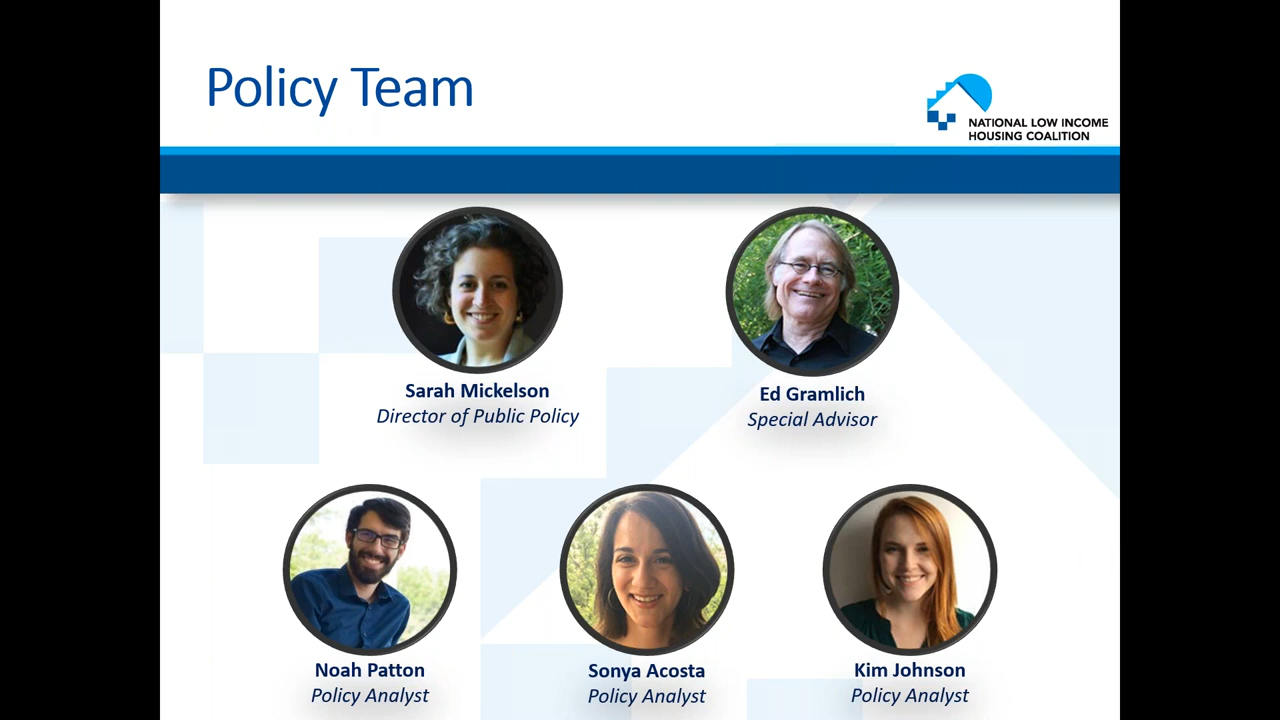 Policy Team
NATIONAL LOW INCOME
HOUSING COALITION
Sarah Mickelson
Director of Public Policy
Ed Gramlich
Special Advisor
Noah Patton
Policy Analyst
Sonya Acosta
Policy Analyst
Kim Johnson
Policy Analyst